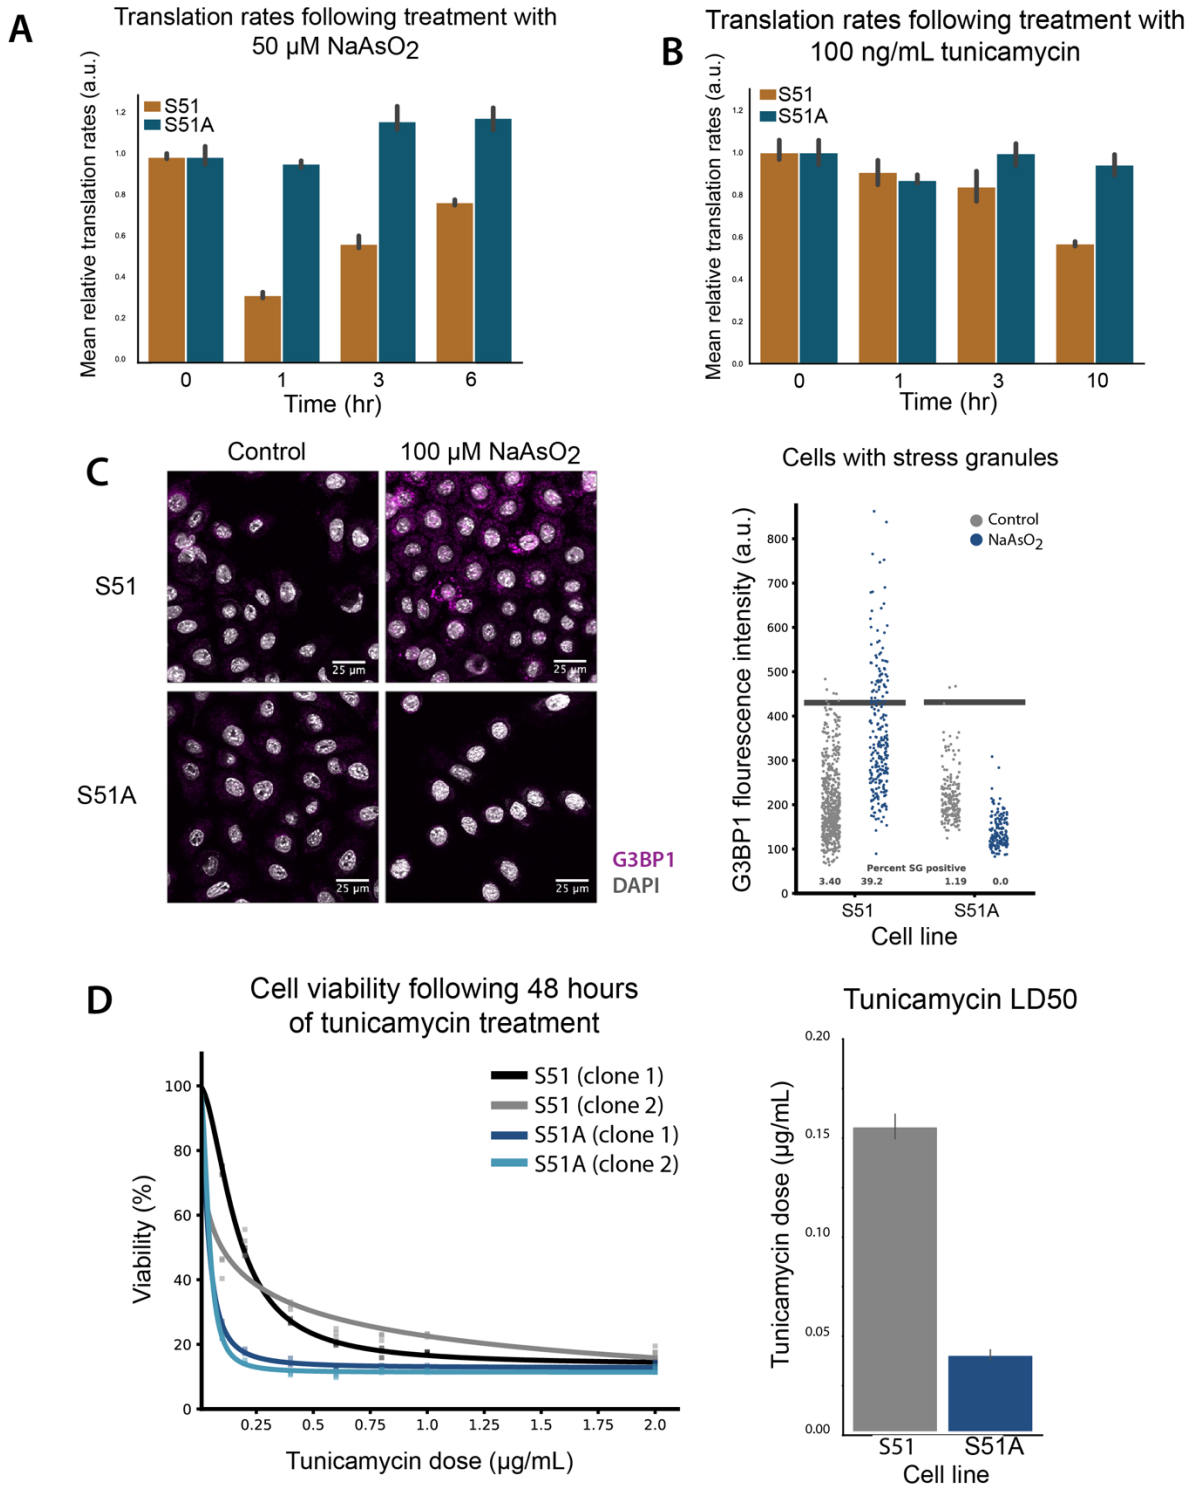 A
Translation rates following treatment with
50 µM NaAsO2
Mean relative translation rates (a.u.)
S51
S51A
1.2
1.0
0.8
0.6
0.4
0.2
0.0
0 1 3 6
Time (hr)
B
Translation rates following treatment with
100 ng/mL tunicamycin
Mean relative translation rates (a.u.)
S51
S51A
1.2
1.0
0.8
0.6
0.4
0.2
0.0
0 1 3 10
Time (hr)
C
Control
100 µM NaAsO2
S51
25 µm
25 µm
S51A
25 µm
25 µm
G3BP1
DAPI
Cells with stress granules
G3BP1 flourescence intensity (a.u.)
Control
NaAsO2
800
700
600
500
400
300
200
100
0
Percent SG positive
3.40 39.2 1.19 0.0
S51 S51A
Cell line
D
Cell viability following 48 hours
of tunicamycin treatment
S51 (clone 1)
S51 (clone 2)
S51A (clone 1)
S51A (clone 2)
Viability (%)
100
80
60
40
20
0
0.25 0.5 0.75 1.0 1.25 1.5 1.75 2.0
Tunicamycin dose (µg/mL)
Tunicamycin LD50
Tunicamycin dose (µg/mL)
0.20
0.15
0.10
0.05
0.00
S51 S51A
Cell line